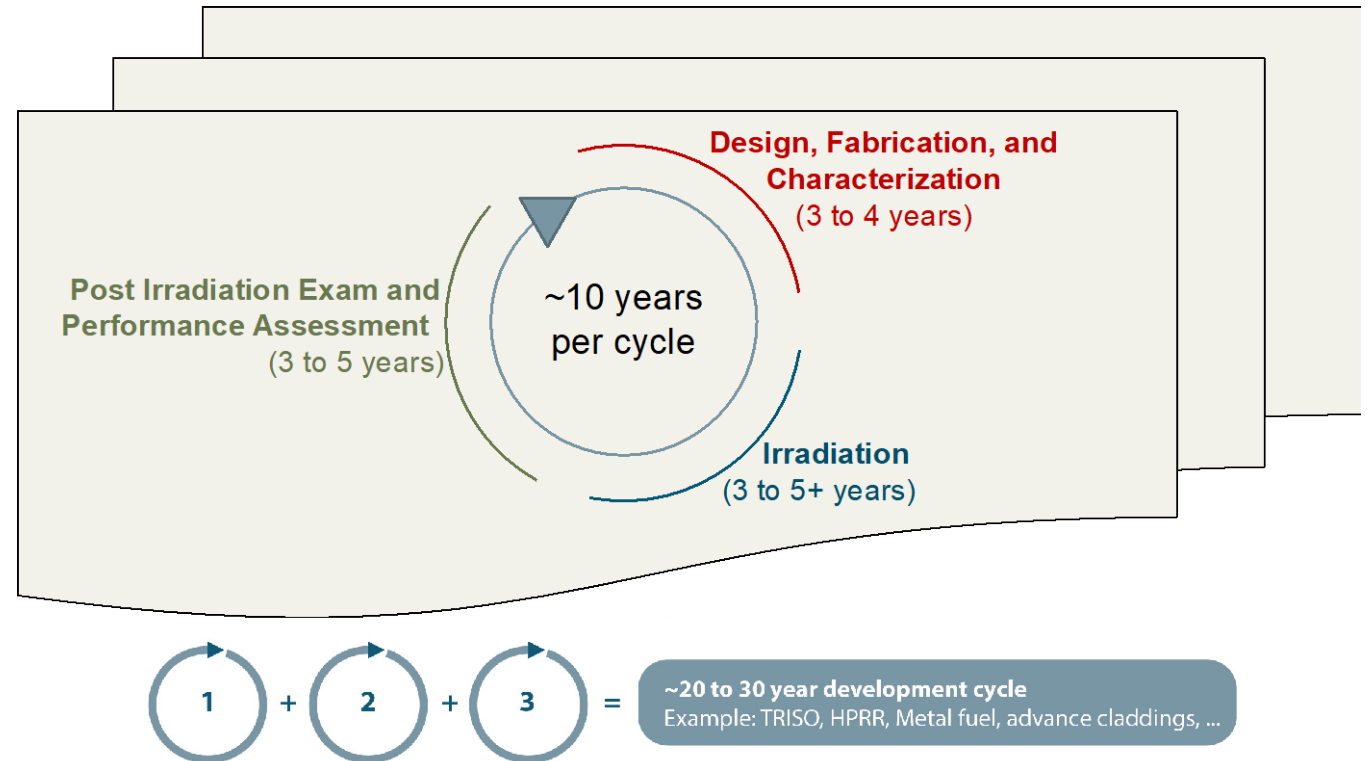 Design, Fabrication, and
Characterization
(3 to 4 years)
~10 years
per cycle
Post Irradiation Exam and
Performance Assessment
(3 to 5 years)
Irradiation
(3 to 5+ years)
1 + 2 + 3 =
~20 to 30 year development cycle
Example: TRISO, HPRR, Metal fuel, advance claddings, ...